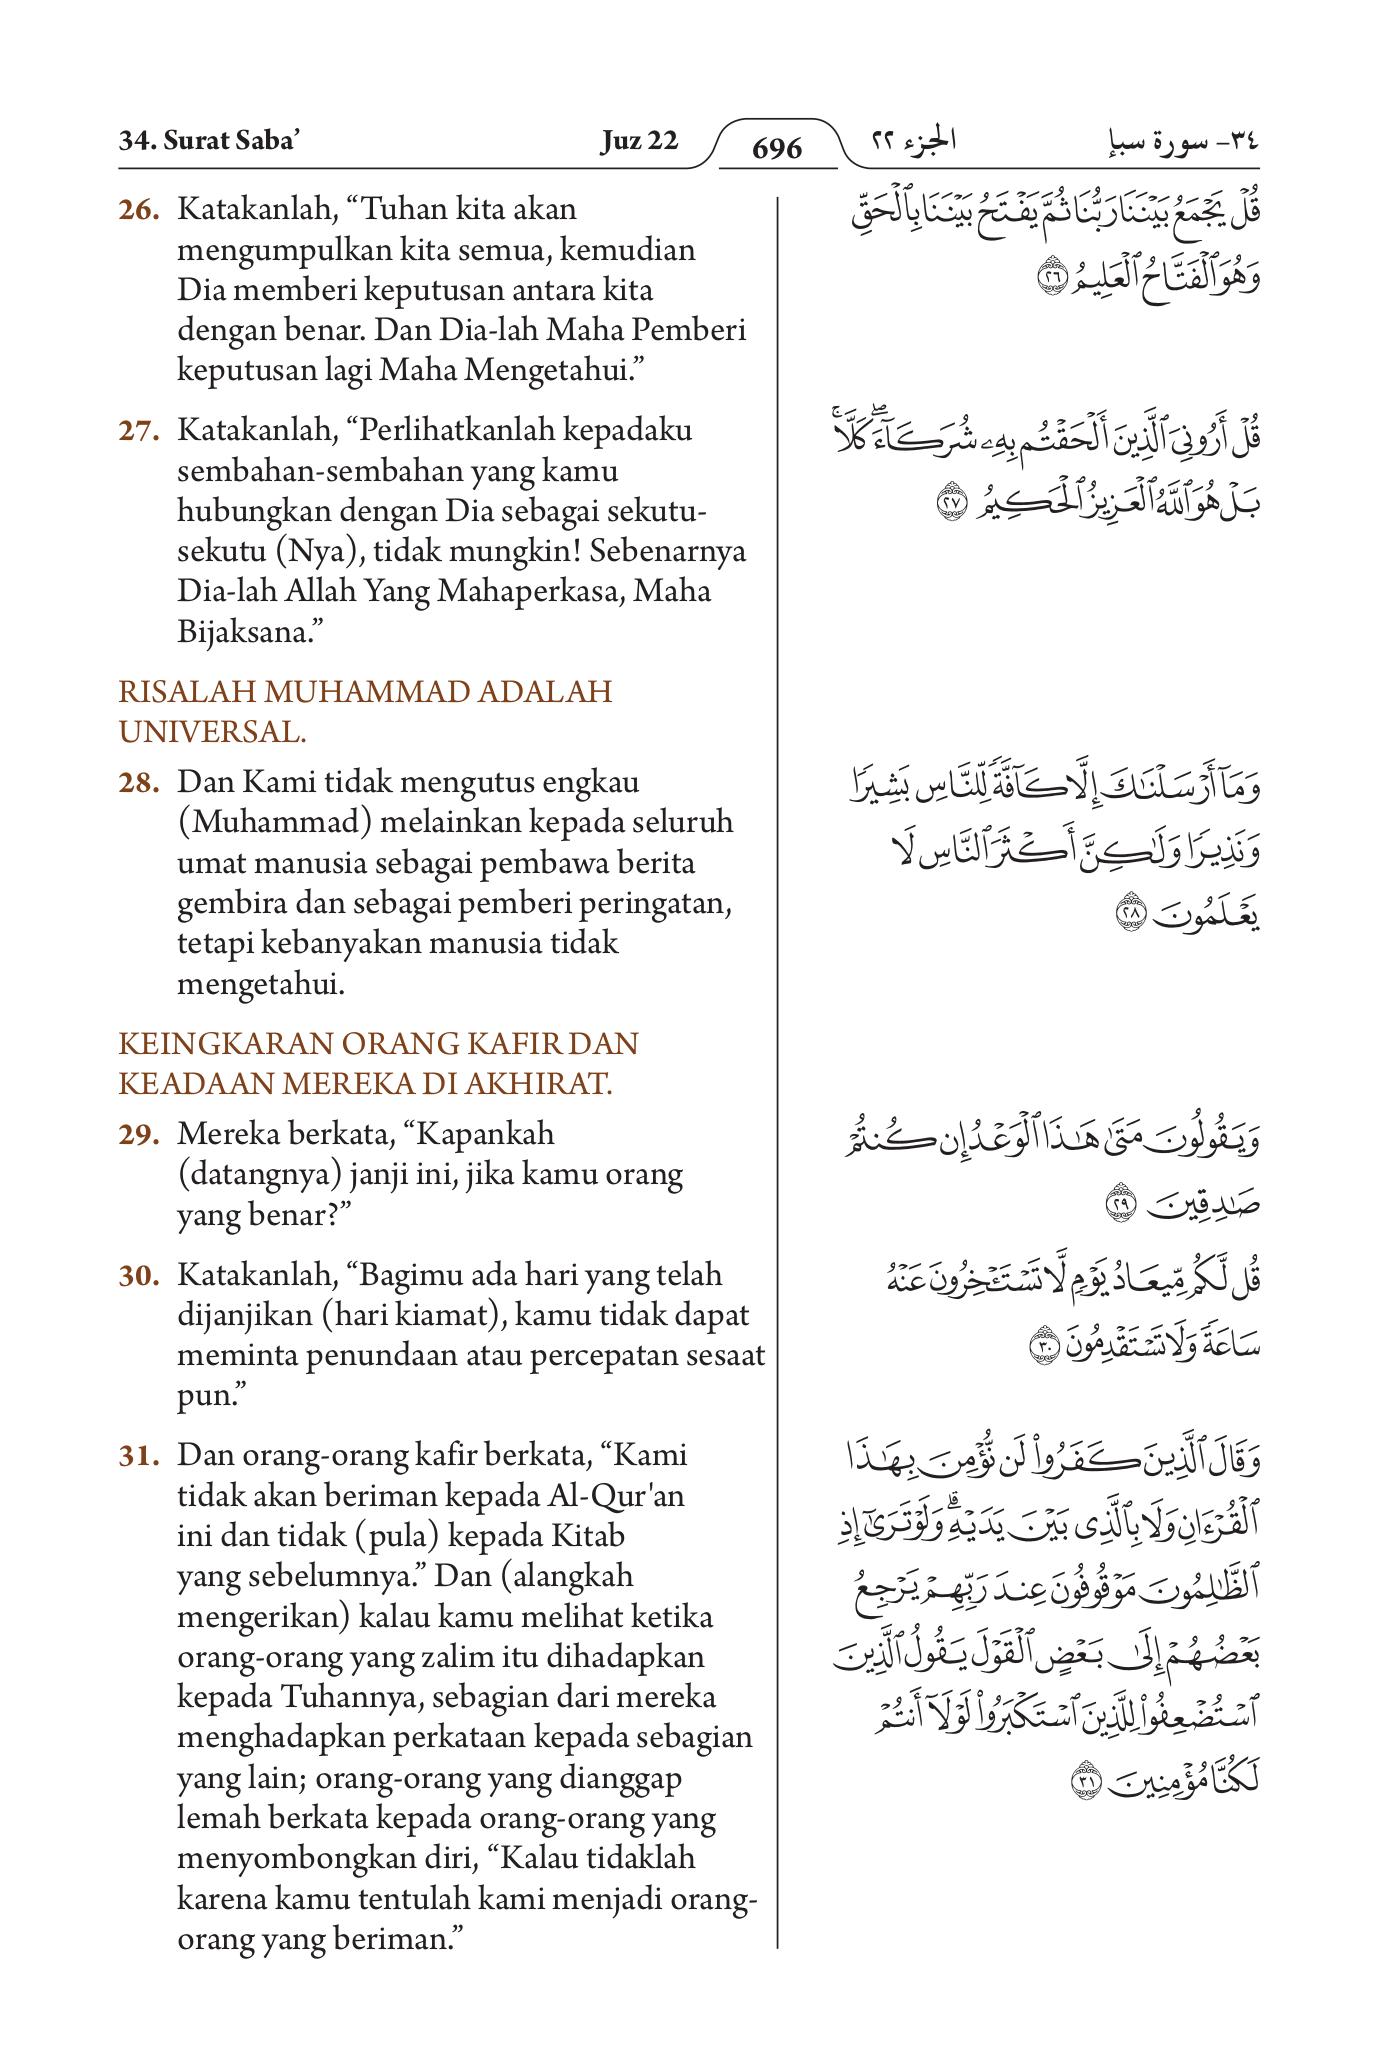 34. Surat Saba’
Juz 22
696
الجزء ٢٢
٣٤- سورة سبإ
26. Katakanlah, “Tuhan kita akan
mengumpulkan kita semua, kemudian
Dia memberi keputusan antara kita
dengan benar. Dan Dia-lah Maha Pemberi
keputusan lagi Maha Mengetahui.”
27. Katakanlah, “Perlihatkanlah kepadaku
sembahan-sembahan yang kamu
hubungkan dengan Dia sebagai sekutu-
sekutu (Nya), tidak mungkin! Sebenarnya
Dia-lah Allah Yang Mahaperkasa, Maha
Bijaksana.”
RISALAH MUHAMMAD ADALAH
UNIVERSAL.
28. Dan Kami tidak mengutus engkau
(Muhammad) melainkan kepada seluruh
umat manusia sebagai pembawa berita
gembira dan sebagai pemberi peringatan,
tetapi kebanyakan manusia tidak
mengetahui.
KEINGKARAN ORANG KAFIR DAN
KEADAAN MEREKA DI AKHIRAT.
29. Mereka berkata, “Kapankah
(datangnya) janji ini, jika kamu orang
yang benar?”
30. Katakanlah, “Bagimu ada hari yang telah
dijanjikan (hari kiamat), kamu tidak dapat
meminta penundaan atau percepatan sesaat
pun.”
31. Dan orang-orang kafir berkata, “Kami
tidak akan beriman kepada Al-Qur'an
ini dan tidak (pula) kepada Kitab
yang sebelumnya.” Dan (alangkah
mengerikan) kalau kamu melihat ketika
orang-orang yang zalim itu dihadapkan
kepada Tuhannya, sebagian dari mereka
menghadapkan perkataan kepada sebagian
yang lain; orang-orang yang dianggap
lemah berkata kepada orang-orang yang
menyombongkan diri, “Kalau tidaklah
karena kamu tentulah kami menjadi orang-
orang yang beriman.”
قُلۡ يَجۡمَعُ بَيۡنَنَا رَبُّنَا ثُمَّ يَفۡتَحُ بَيۡنَنَا بِٱلۡحَقِّ
وَهُوَ ٱلۡفَتَّاحُ ٱلۡعَلِيمُ ٢٦
قُلۡ أَرُونِيَ ٱلَّذِينَ أَلۡحَقۡتُم بِهِۦ شُرَكَآءَۖ كَلَّاۚ
بَلۡ هُوَ ٱللَّهُ ٱلۡعَزِيزُ ٱلۡحَكِيمُ ٢٧
وَمَآ أَرۡسَلۡنَٰكَ إِلَّا كَآفَّةٗ لِّلنَّاسِ بَشِيرٗا
وَنَذِيرٗا وَلَٰكِنَّ أَكۡثَرَ ٱلنَّاسِ لَا
يَعۡلَمُونَ ٢٨
وَيَقُولُونَ مَتَىٰ هَٰذَا ٱلۡوَعۡدُ إِن كُنتُمۡ
صَٰدِقِينَ ٢٩
قُل لَّكُم مِّيعَادُ يَوۡمٖ لَّا تَسۡتَـٔۡخِرُونَ عَنۡهُ
سَاعَةٗ وَلَا تَسۡتَقۡدِمُونَ ٣٠
وَقَالَ ٱلَّذِينَ كَفَرُواْ لَن نُّؤۡمِنَ بِهَٰذَا
ٱلۡقُرۡءَانِ وَلَا بِٱلَّذِي بَيۡنَ يَدَيۡهِۗ وَلَوۡ تَرَىٰٓ إِذِ
ٱلظَّٰلِمُونَ مَوۡقُوفُونَ عِندَ رَبِّهِمۡ يَرۡجِعُ
بَعۡضُهُمۡ إِلَىٰ بَعۡضٍ ٱلۡقَوۡلَ يَقُولُ ٱلَّذِينَ
ٱسۡتُضۡعِفُواْ لِلَّذِينَ ٱسۡتَكۡبَرُواْ لَوۡلَآ أَنتُمۡ
لَكُنَّا مُؤۡمِنِينَ ٣١